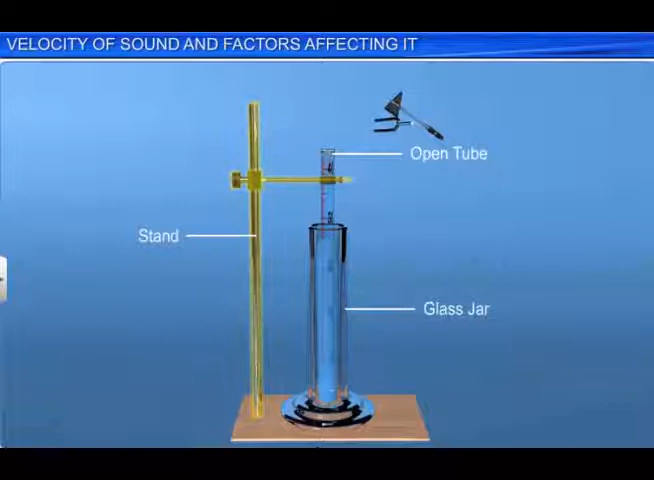 VELOCITY OF SOUND AND FACTORS AFFECTING IT
Open Tube
Stand
Glass Jar